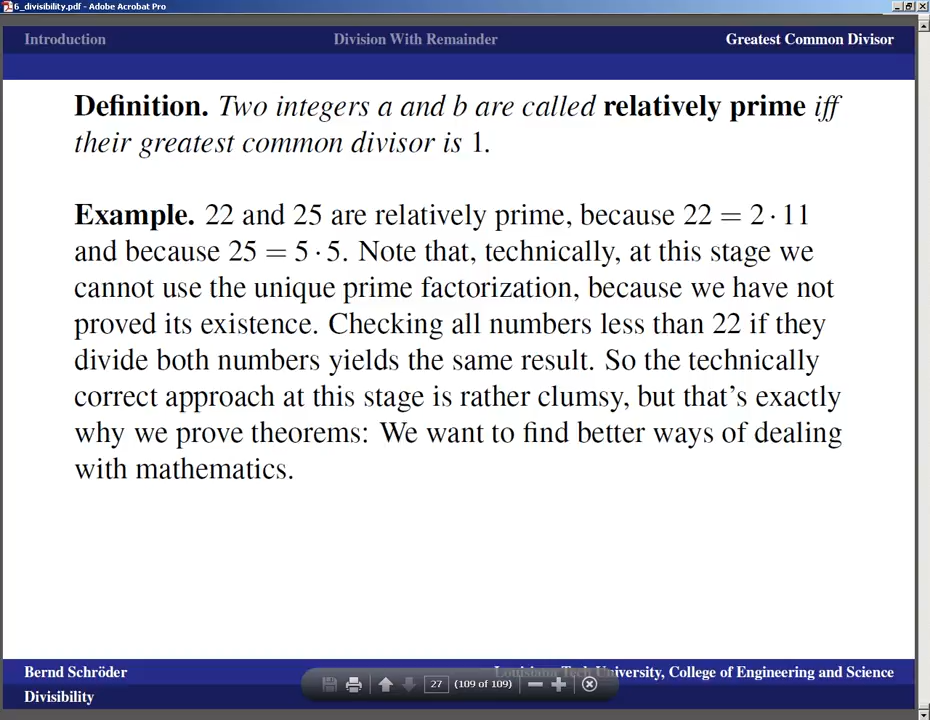 6_divisibility.pdf - Adobe Acrobat Pro
Introduction Division With Remainder Greatest Common Divisor
Definition. Two integers a and b are called relatively prime iff
their greatest common divisor is 1.
Example. 22 and 25 are relatively prime, because 22 = 2 · 11
and because 25 = 5 · 5. Note that, technically, at this stage we
cannot use the unique prime factorization, because we have not
proved its existence. Checking all numbers less than 22 if they
divide both numbers yields the same result. So the technically
correct approach at this stage is rather clumsy, but that's exactly
why we prove theorems: We want to find better ways of dealing
with mathematics.
Bernd Schröder Louisiana Tech University, College of Engineering and Science
27 (109 of 109)
Divisibility